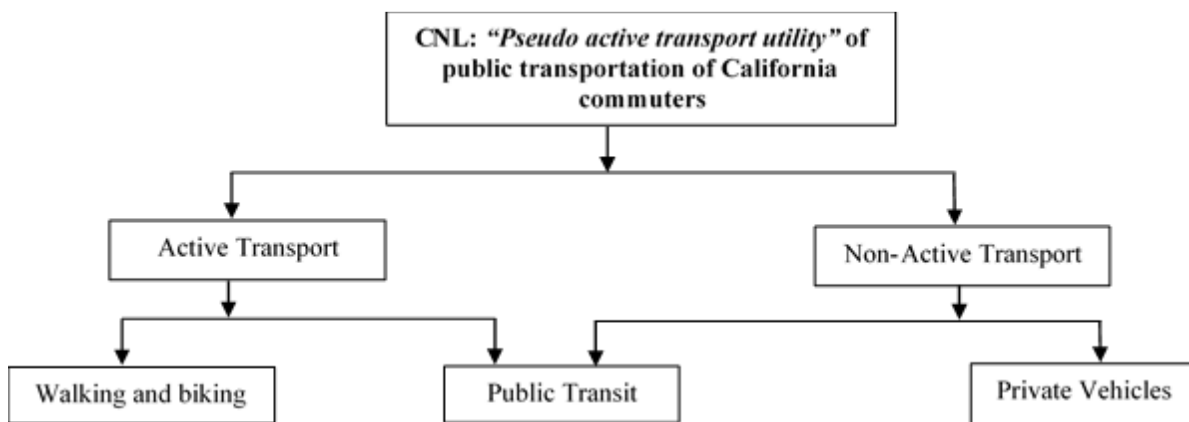 CNL: “Pseudo active transport utility” of
public transportation of California
commuters
Active Transport
Non-Active Transport
Walking and biking
Public Transit
Private Vehicles